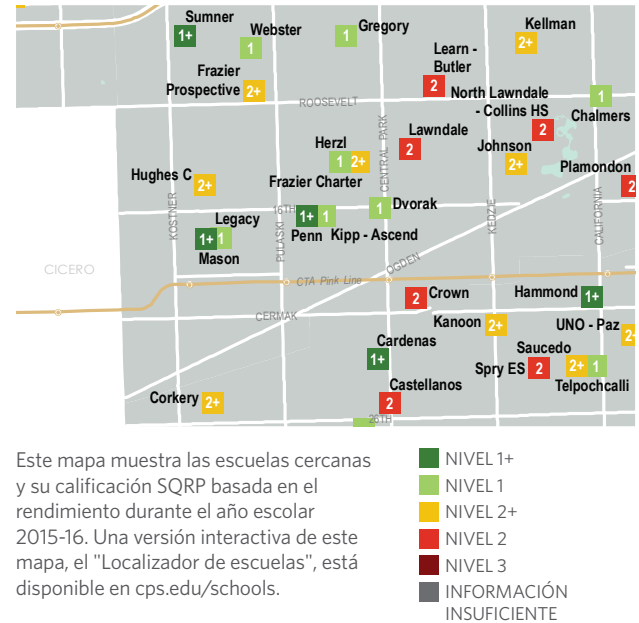 Sumner
1+
Webster
1
Gregory
1
Kellman
2+
Learn -
Butler
2
Frazier
Prospective
2+
ROOSEVELT
North Lawndale
- Collins HS
2
Chalmers
1
CENTRAL PARK
Lawndale
2
Herzl
1 2+
Frazier Charter
Johnson
2+
Plamondon
2
Hughes C
2+
KOSTNER
PULASKI
KEDZIE
CALIFORNIA
16TH
Dvorak
1
1+ 1
Penn
Kipp - Ascend
Legacy
1+ 1
Mason
OGDEN
CICERO
CTA Pink Line
Crown
2
Hammond
1+
CERMAK
Kanoon
2+
UNO - Paz
2+
Cardenas
1+
Saucedo
Spry ES
2
2+ 1
Telpochcalli
Castellanos
2
Corkery
2+
26TH
Este mapa muestra las escuelas cercanas
y su calificación SQRP basada en el
rendimiento durante el año escolar
2015-16. Una versión interactiva de este
mapa, el "Localizador de escuelas", está
disponible en cps.edu/schools.
NIVEL 1+
NIVEL 1
NIVEL 2+
NIVEL 2
NIVEL 3
INFORMACIÓN
INSUFICIENTE